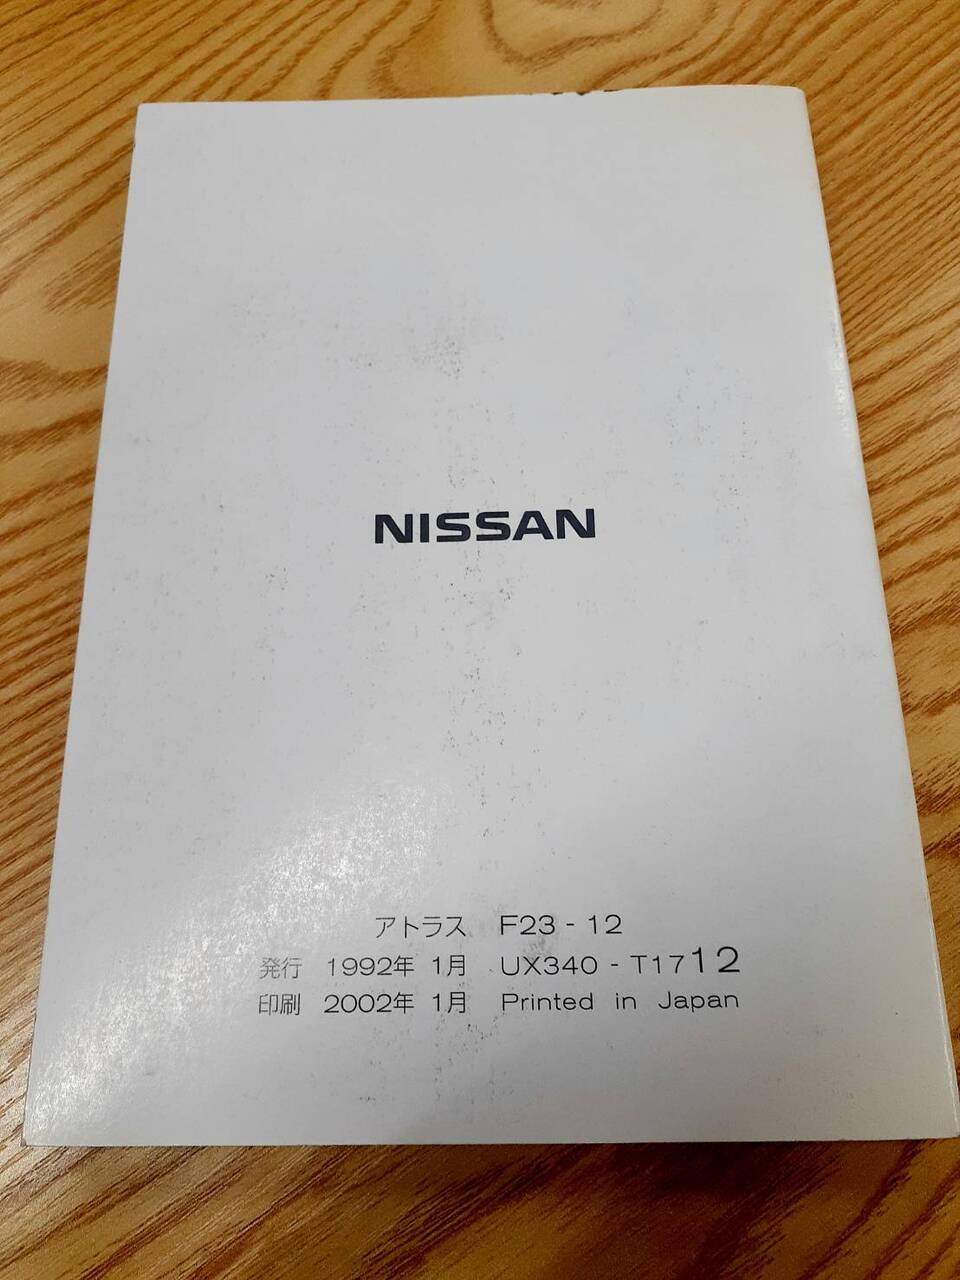 NISSAN
アトラス F23-12
発行 1992年 1月 UX340-T1712
印刷 2002年 1月 Printed in Japan